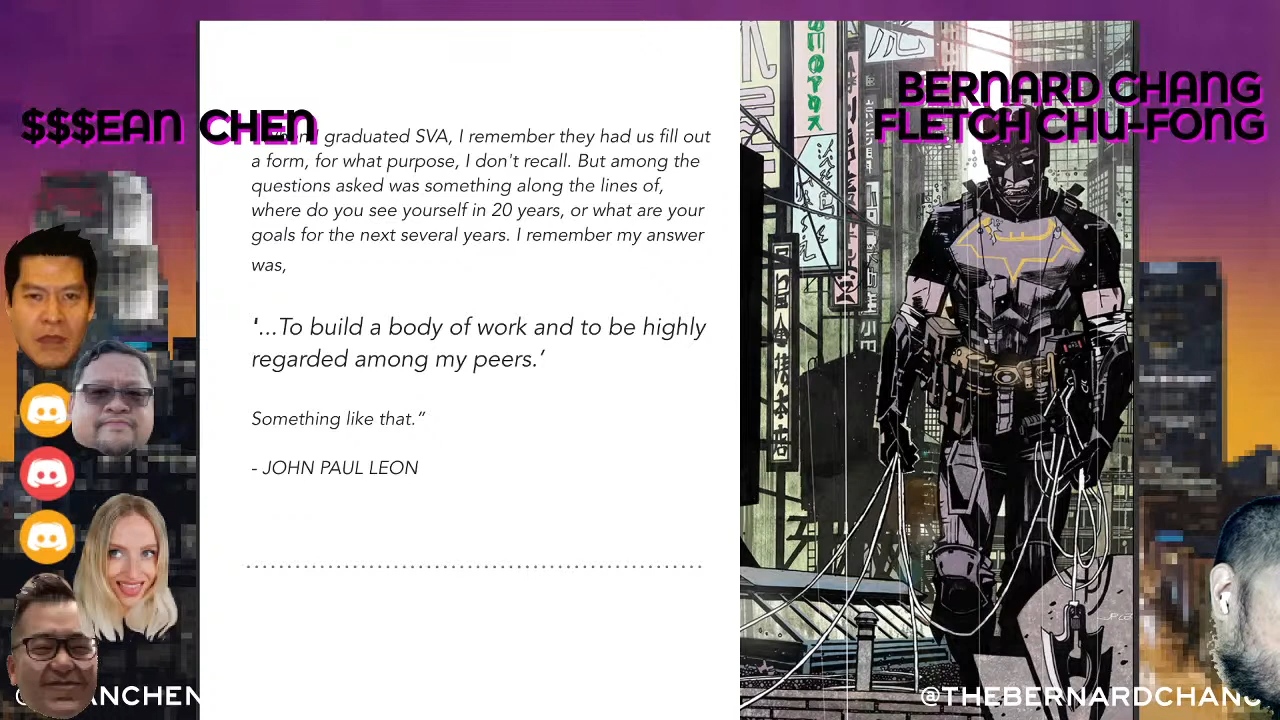 $$$EAN CHEN
BERNARD CHANG
FLETCH CHU-FONG
graduated SVA, I remember they had us fill out
a form, for what purpose, I don't recall. But among the
questions asked was something along the lines of,
where do you see yourself in 20 years, or what are your
goals for the next several years. I remember my answer
was,
'...To build a body of work and to be highly
regarded among my peers.’
Something like that.”
- JOHN PAUL LEON
@THEBERNARDCHANG